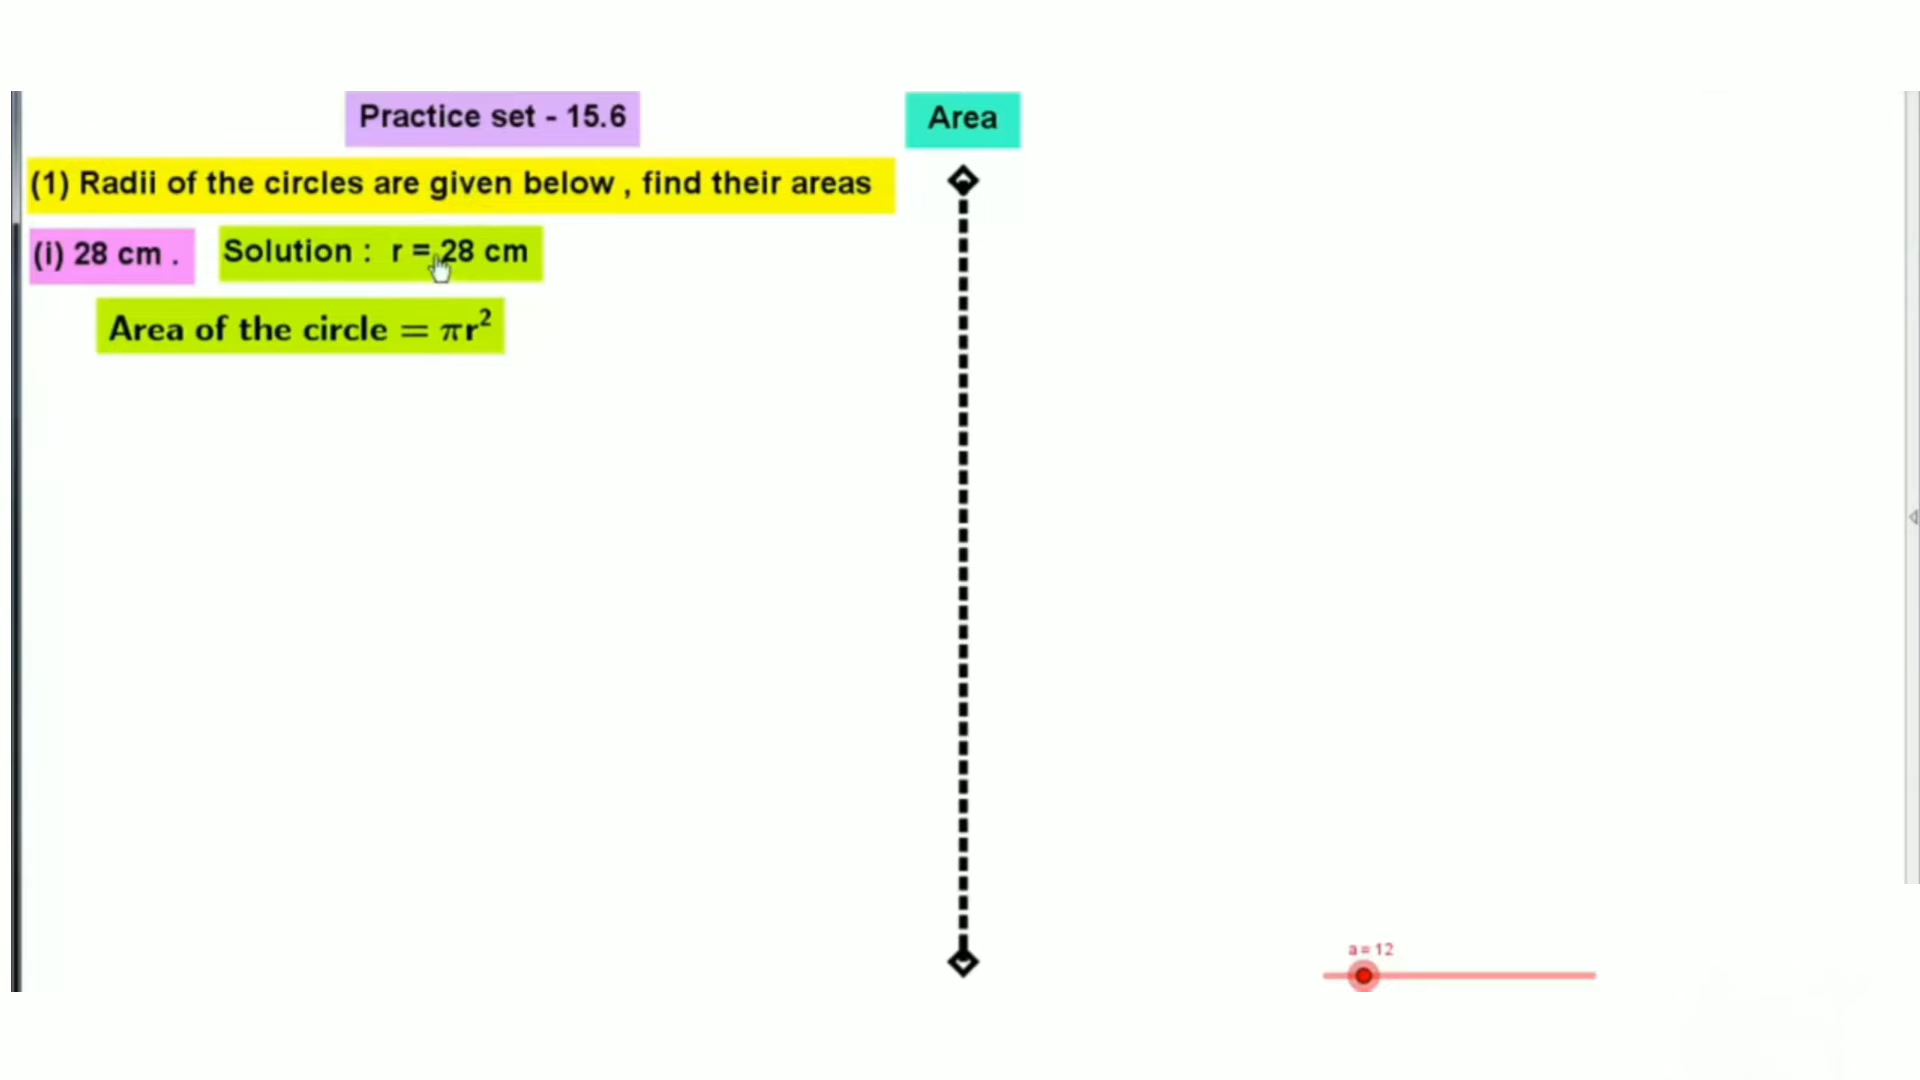 Practice set - 15.6
Area
(1) Radii of the circles are given below , find their areas
(i) 28 cm .
Solution : r = 28 cm
Area of the circle = πr²
a = 12